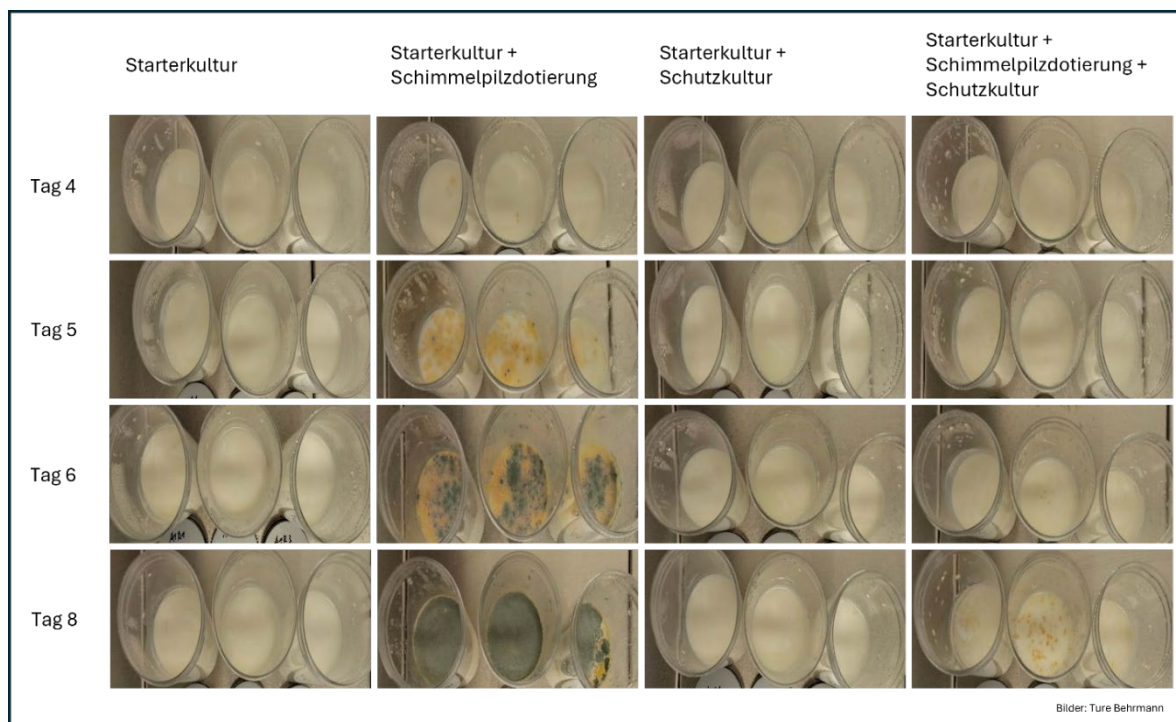 Starterkultur
Starterkultur +
Schimmelpilzdotierung
Starterkultur +
Schutzkultur
Starterkultur +
Schimmelpilzdotierung +
Schutzkultur
Tag 4
Tag 5
Tag 6
Tag 8
Bilder: Ture Behrmann